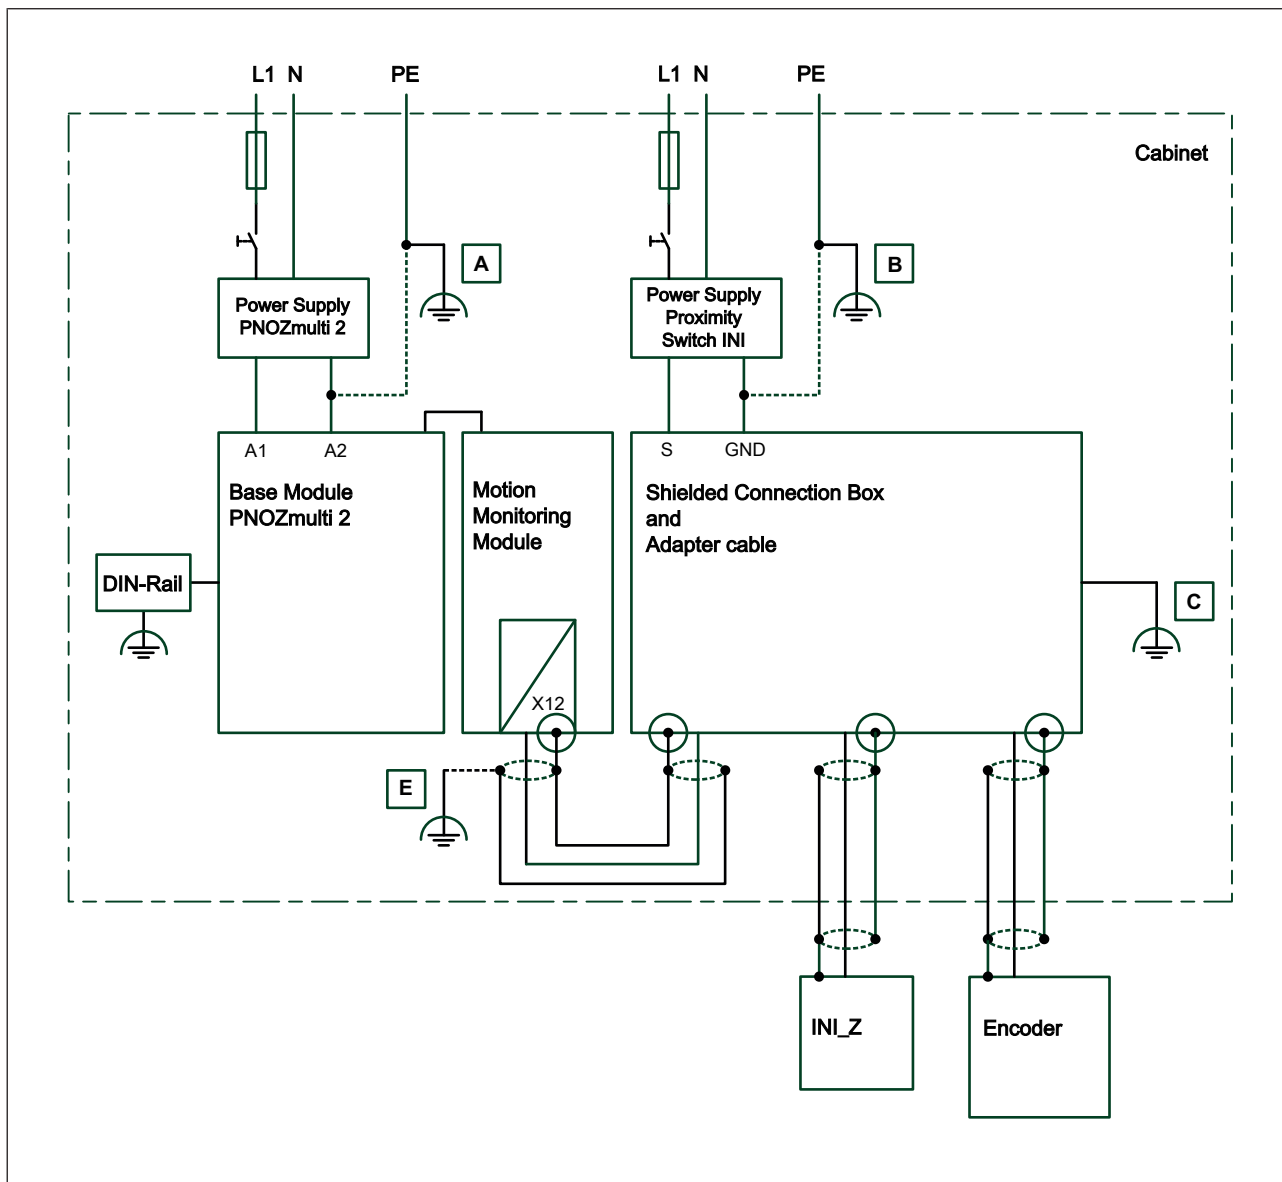 L1 N PE
L1 N PE
Cabinet
A
B
Power Supply
PNOZmulti 2
Power Supply
Proximity
Switch INI
A1 A2
S GND
Base Module
PNOZmulti 2
Motion
Monitoring
Module
Shielded Connection Box
and
Adapter cable
DIN-Rail
C
X12
E
INI_Z
Encoder